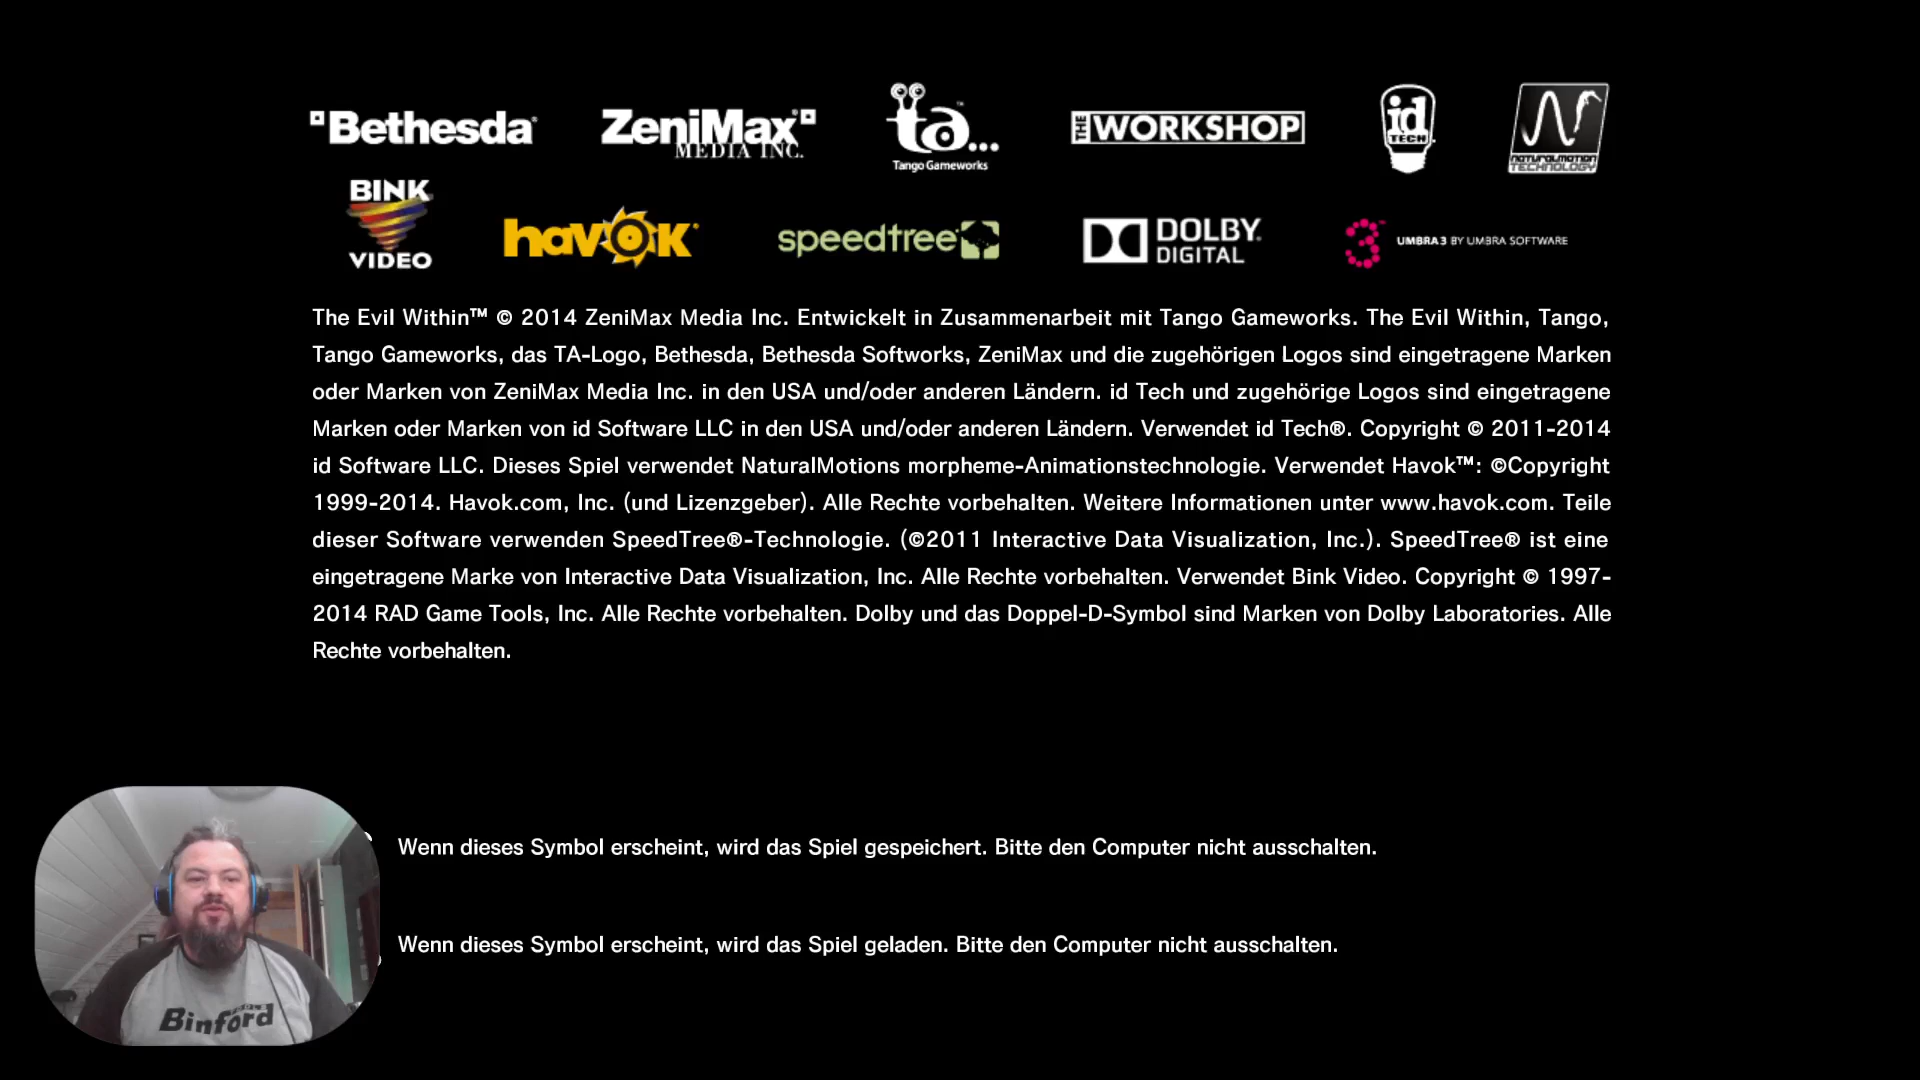 Bethesda®
ZeniMax®
MEDIA INC.
ta...™
Tango Gameworks
THE WORKSHOP
id
TECH
NATURALMOTION
TECHNOLOGY
BINK
VIDEO
havok®
speedtree
DOLBY®
DIGITAL
UMBRA 3 BY UMBRA SOFTWARE
The Evil Within™ © 2014 ZeniMax Media Inc. Entwickelt in Zusammenarbeit mit Tango Gameworks. The Evil Within, Tango,
Tango Gameworks, das TA-Logo, Bethesda, Bethesda Softworks, ZeniMax und die zugehörigen Logos sind eingetragene Marken
oder Marken von ZeniMax Media Inc. in den USA und/oder anderen Ländern. id Tech und zugehörige Logos sind eingetragene
Marken oder Marken von id Software LLC in den USA und/oder anderen Ländern. Verwendet id Tech®. Copyright © 2011-2014
id Software LLC. Dieses Spiel verwendet NaturalMotions morpheme-Animationstechnologie. Verwendet Havok™: ©Copyright
1999-2014. Havok.com, Inc. (und Lizenzgeber). Alle Rechte vorbehalten. Weitere Informationen unter www.havok.com. Teile
dieser Software verwenden SpeedTree®-Technologie. (©2011 Interactive Data Visualization, Inc.). SpeedTree® ist eine
eingetragene Marke von Interactive Data Visualization, Inc. Alle Rechte vorbehalten. Verwendet Bink Video. Copyright © 1997-
2014 RAD Game Tools, Inc. Alle Rechte vorbehalten. Dolby und das Doppel-D-Symbol sind Marken von Dolby Laboratories. Alle
Rechte vorbehalten.
Wenn dieses Symbol erscheint, wird das Spiel gespeichert. Bitte den Computer nicht ausschalten.
Wenn dieses Symbol erscheint, wird das Spiel geladen. Bitte den Computer nicht ausschalten.
TOOLS
Binford